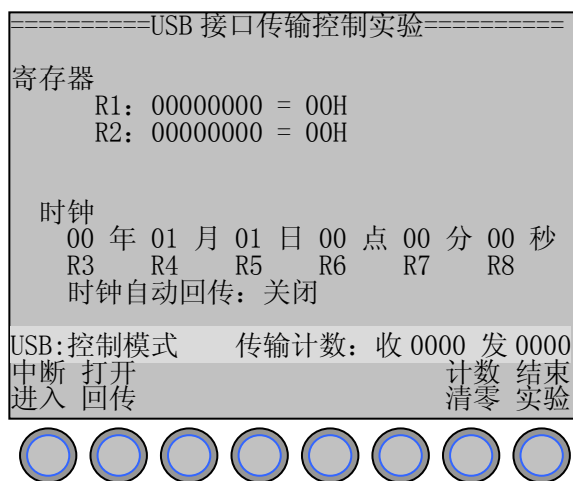 ==========USB 接口传输控制实验==========
寄存器
R1：00000000 = 00H
R2：00000000 = 00H
时钟
00 年 01 月 01 日 00 点 00 分 00 秒
R3 R4 R5 R6 R7 R8
时钟自动回传：关闭
USB:控制模式 传输计数：收 0000 发 0000
中断 打开 计数 结束
进入 回传 清零 实验